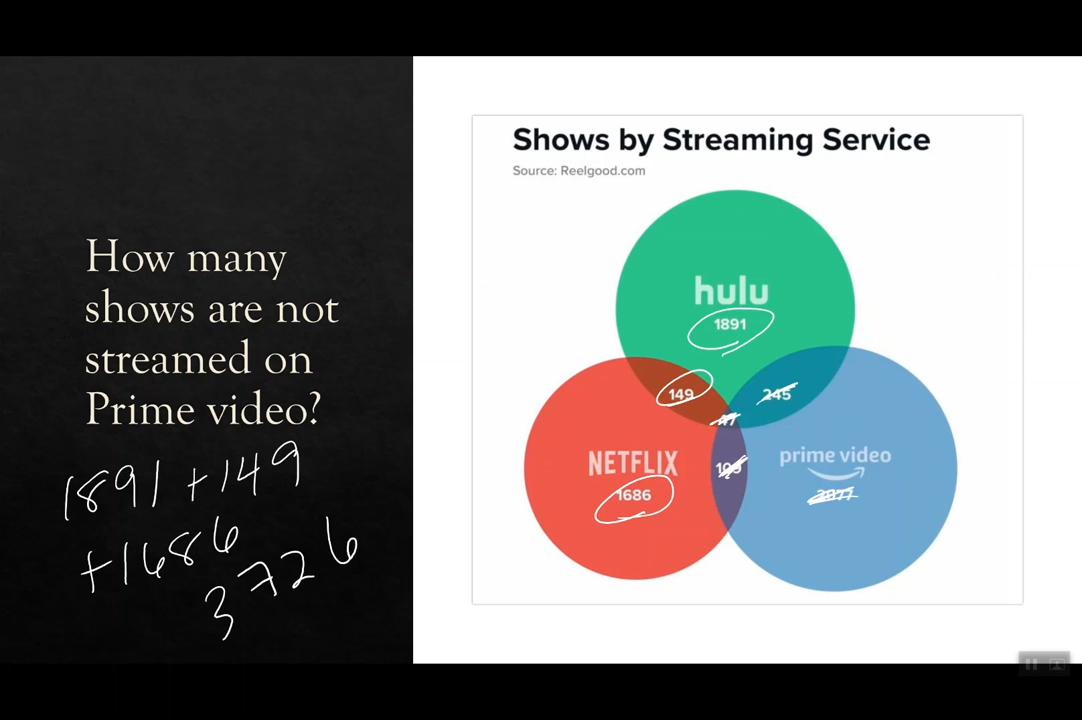 How many
shows are not
streamed on
Prime video?
1891 + 149
+ 1686
3726
Shows by Streaming Service
Source: Reelgood.com
hulu
1891
149
245
NETFLIX
1686
prime video